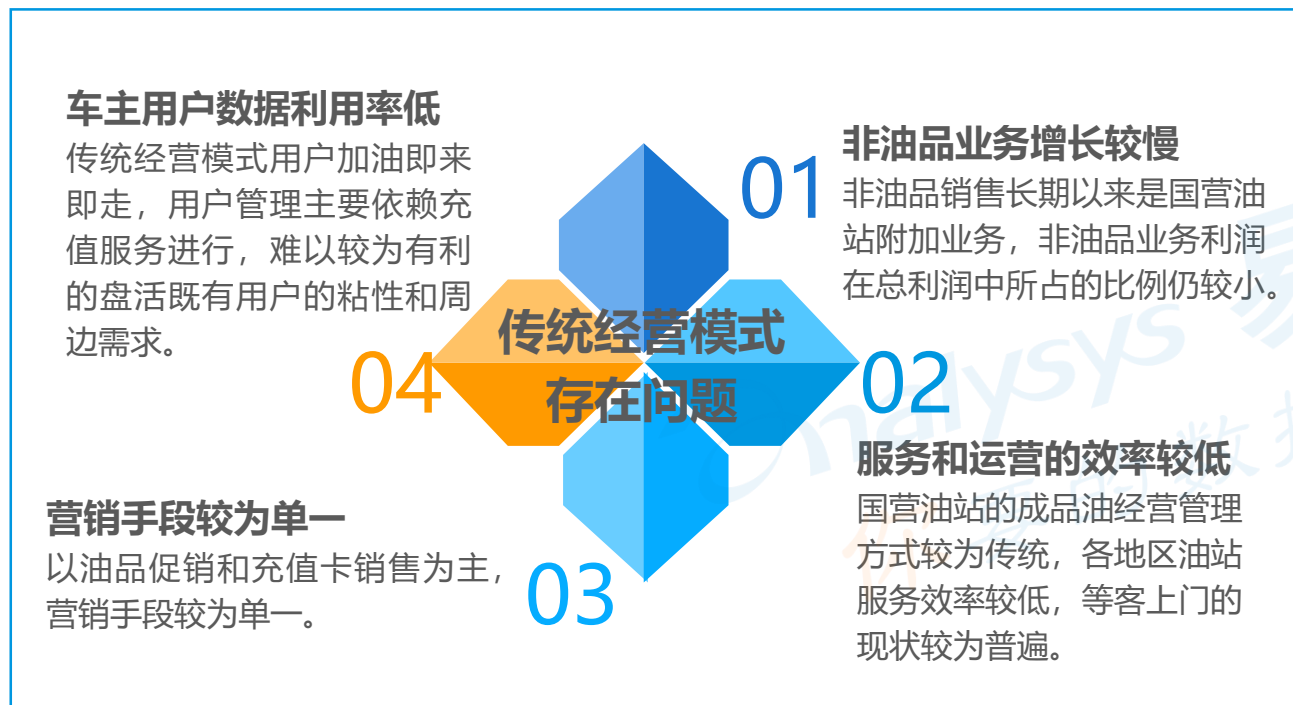 车主用户数据利用率低
传统经营模式用户加油即来
即走，用户管理主要依赖充
值服务进行，难以较为有利
的盘活既有用户的粘性和周
边需求。
01
非油品业务增长较慢
非油品销售长期以来是国营油
站附加业务，非油品业务利润
在总利润中所占的比例仍较小。
传统经营模式
存在问题
04
02
服务和运营的效率较低
国营油站的成品油经营管理
方式较为传统，各地区油站
服务效率较低，等客上门的
现状较为普遍。
营销手段较为单一
以油品促销和充值卡销售为主，
营销手段较为单一。
03
nalysys 易
你要的数据